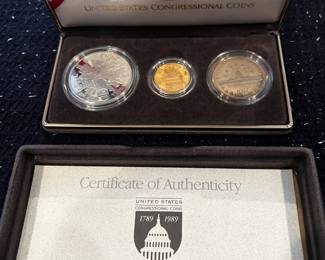 UNITED STATES CONGRESSIONAL COINS
Certificate of Authenticity
UNITED STATES
CONGRESSIONAL COINS
1789 1989